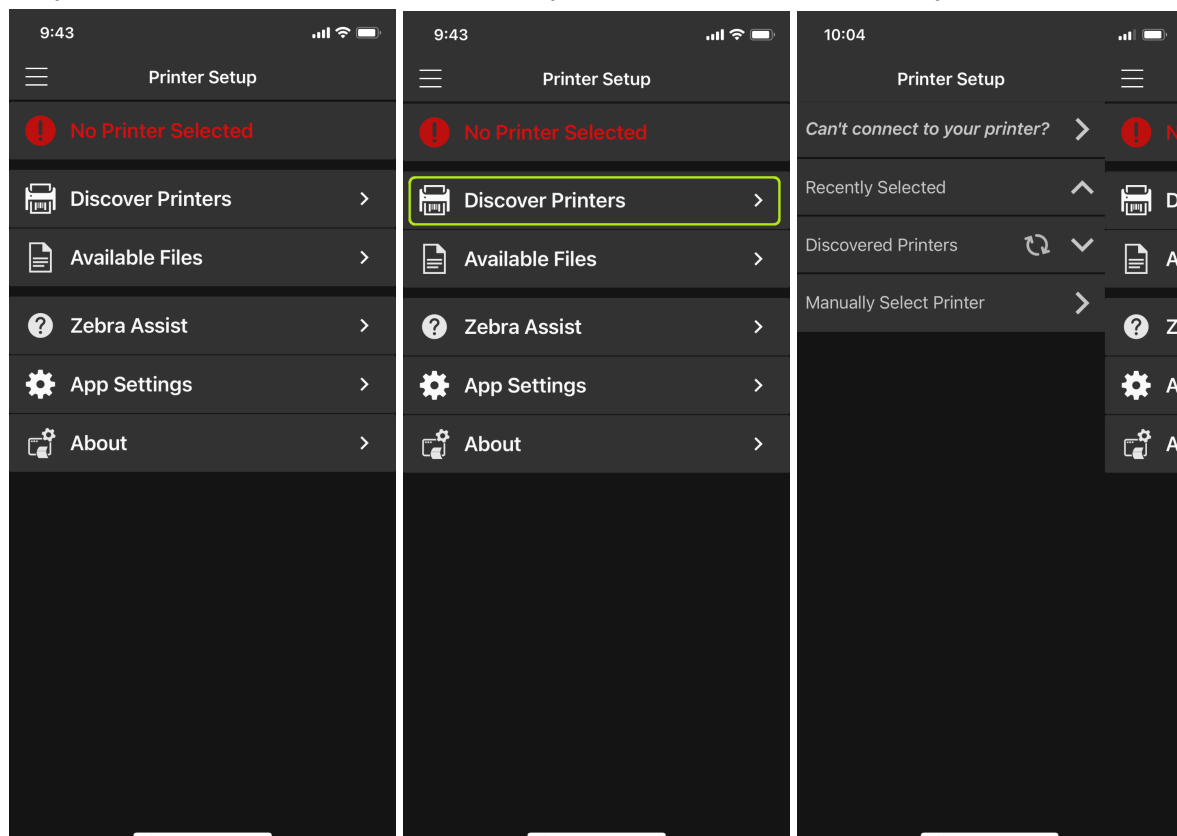 9:43
Printer Setup
No Printer Selected
Discover Printers
Available Files
Zebra Assist
App Settings
About
9:43
Printer Setup
No Printer Selected
Discover Printers
Available Files
Zebra Assist
App Settings
About
10:04
Printer Setup
Can't connect to your printer?
Recently Selected
Discovered Printers
Manually Select Printer
N
D
A
Z
A
A